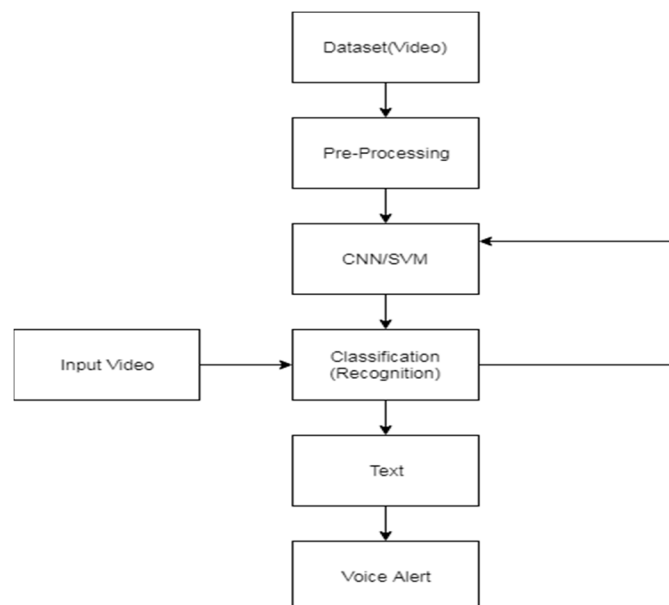 Dataset(Video)
Pre-Processing
CNN/SVM
Input Video
Classification
(Recognition)
Text
Voice Alert